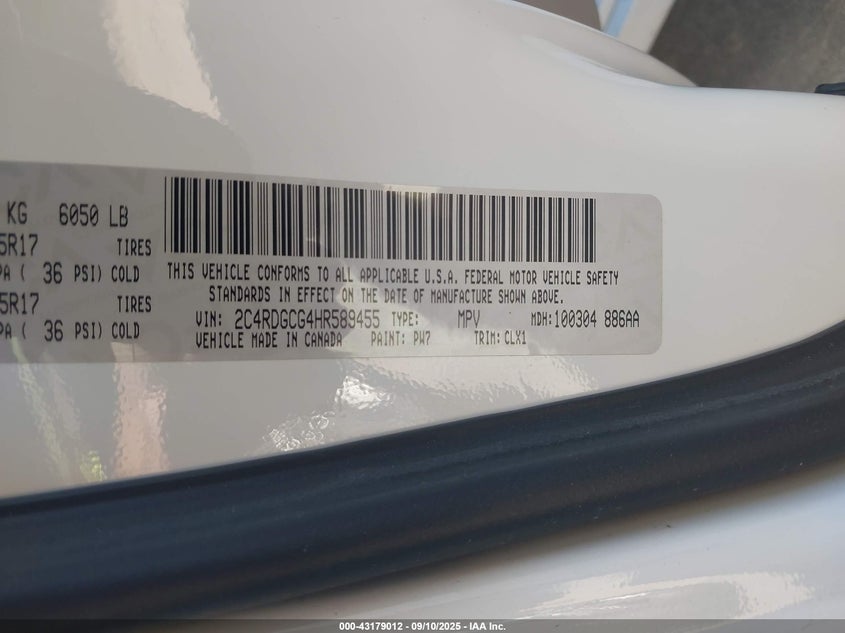 KG 6050 LB
5R17 TIRES
PA ( 36 PSI) COLD
5R17 TIRES
PA ( 36 PSI) COLD
THIS VEHICLE CONFORMS TO ALL APPLICABLE U.S.A. FEDERAL MOTOR VEHICLE SAFETY
STANDARDS IN EFFECT ON THE DATE OF MANUFACTURE SHOWN ABOVE.
VIN: 2C4RDGCG4HR589455 TYPE: MPV MDH:100304 886AA
VEHICLE MADE IN CANADA PAINT: PW7 TRIM: CLX1
000-43179012 - 09/10/2025 - IAA Inc.